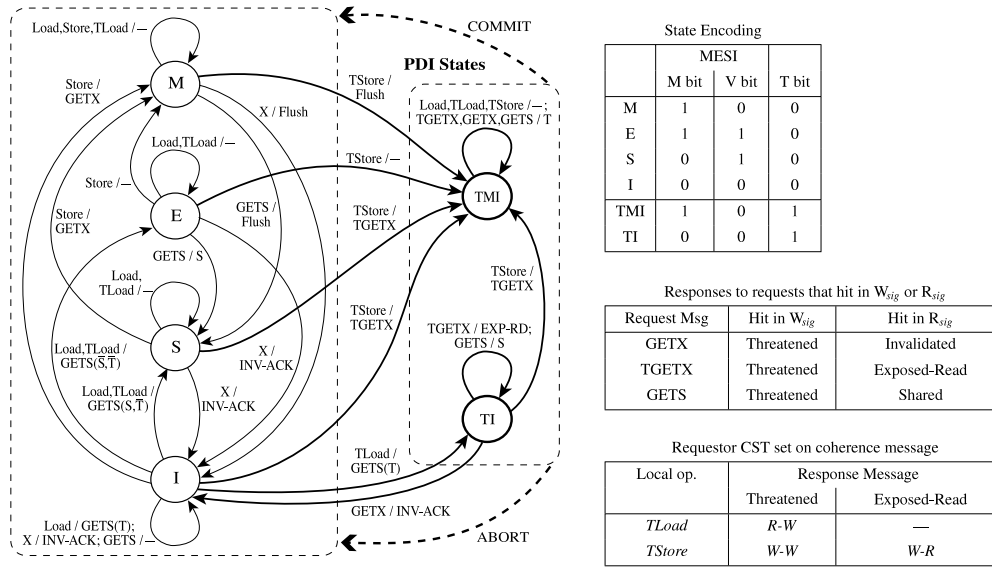 COMMIT
PDI States
Load,Store,TLoad /—
M
Store /
GETX
X / Flush
TStore /
Flush
Load,TLoad,TStore /—;
TGETX,GETX,GETS / T
TMI
Load,TLoad /—
E
Store /—
TStore /—
Store /
GETX
GETS /
Flush
TStore /
TGETX
GETS / S
Load,
TLoad /—
S
TStore /
TGETX
TStore /
TGETX
TGETX / EXP-RD;
GETS / S
TI
Load,TLoad /
GETS(S̅,T̅)
X /
INV-ACK
Load,TLoad /
GETS(S,T̅)
X /
INV-ACK
I
TLoad /
GETS(T)
GETX / INV-ACK
Load / GETS(T);
X / INV-ACK; GETS /—
ABORT
State Encoding
MESI
M bit V bit T bit
M 1 0 0
E 1 1 0
S 0 1 0
I 0 0 0
TMI 1 0 1
TI 0 0 1
Responses to requests that hit in Wsig or Rsig
Request Msg Hit in Wsig Hit in Rsig
GETX Threatened Invalidated
TGETX Threatened Exposed-Read
GETS Threatened Shared
Requestor CST set on coherence message
Local op. Response Message
Threatened Exposed-Read
TLoad R-W —
TStore W-W W-R